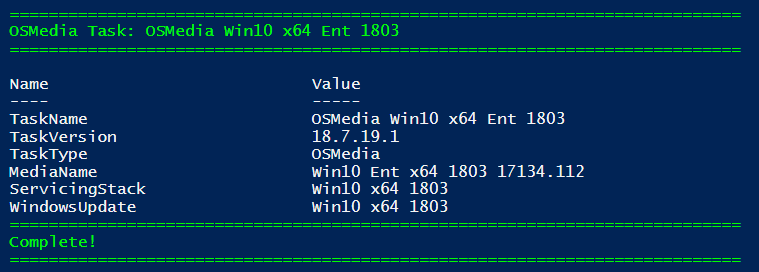 =========================================================================
OSMedia Task: OSMedia Win10 x64 Ent 1803
=========================================================================
Name Value
---- -----
TaskName OSMedia Win10 x64 Ent 1803
TaskVersion 18.7.19.1
TaskType OSMedia
MediaName Win10 Ent x64 1803 17134.112
ServicingStack Win10 x64 1803
WindowsUpdate Win10 x64 1803
=========================================================================
Complete!
=========================================================================